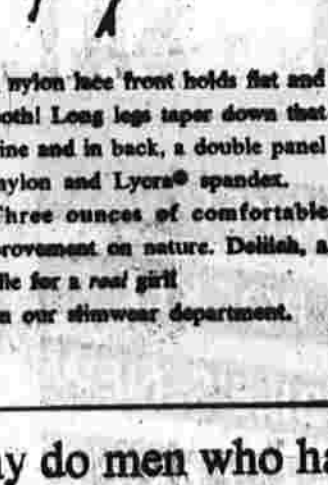 nylon lace front holds flat and
ooth! Long legs taper down that
ine and in back, a double panel
nylon and Lycra® spandex.
Three ounces of comfortable
provement on nature. Delilah, a
dle for a real girl!
n our slimwear department.
ny do men who ha